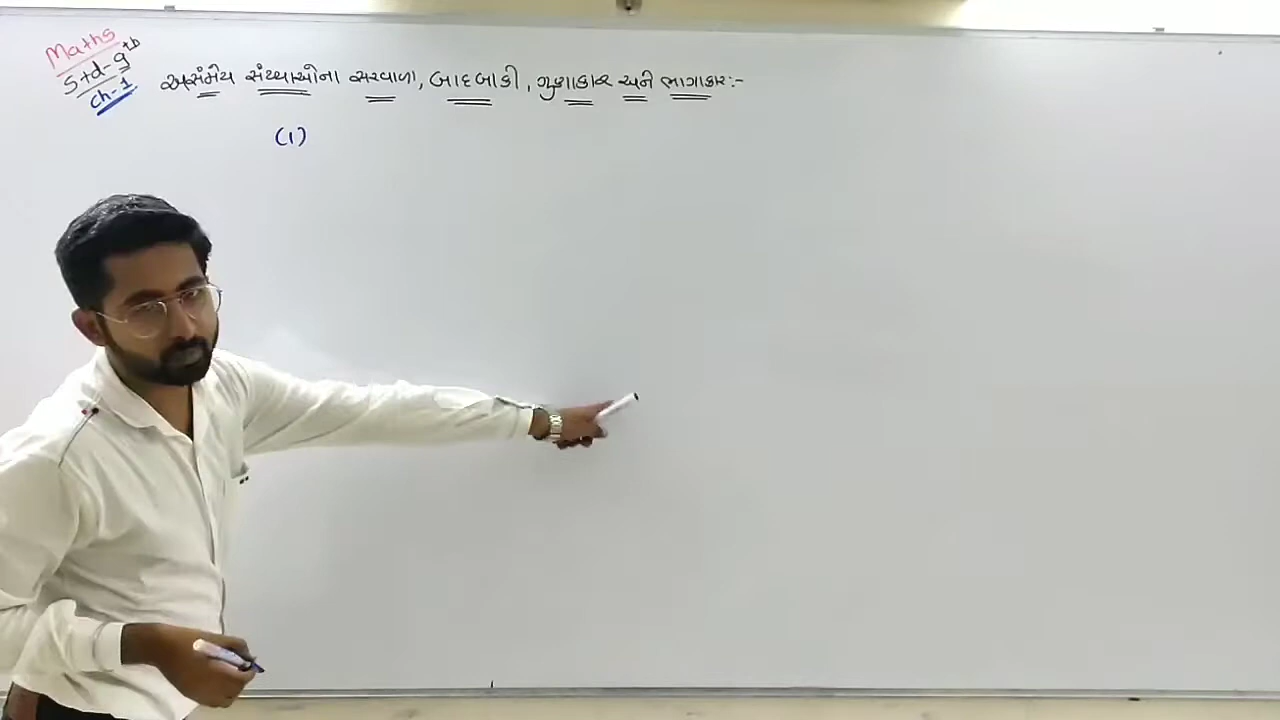 Maths
Std-9th
ch-1
અસંમેય સંખ્યાઓના સરવાળા, બાદબાકી, ગુણાકાર અને ભાગાકાર:-
(1)